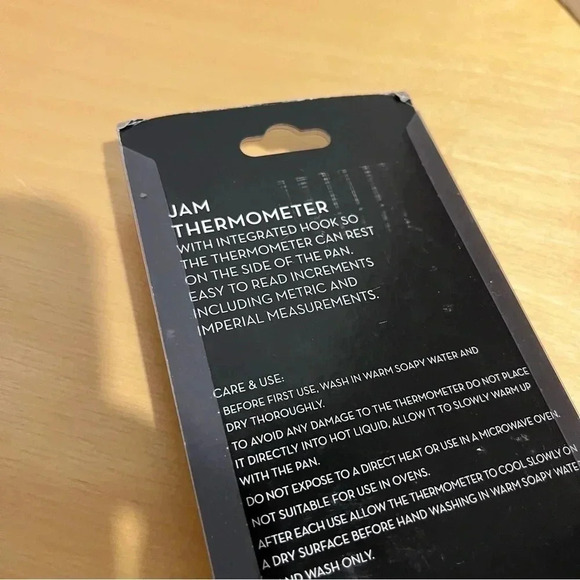 JAM
THERMOMETER
WITH INTEGRATED HOOK SO
THE THERMOMETER CAN REST
ON THE SIDE OF THE PAN.
EASY TO READ INCREMENTS
INCLUDING METRIC AND
IMPERIAL MEASUREMENTS.
CARE & USE:
- BEFORE FIRST USE, WASH IN WARM SOAPY WATER AND
DRY THOROUGHLY.
- TO AVOID ANY DAMAGE TO THE THERMOMETER DO NOT PLACE
IT DIRECTLY INTO HOT LIQUID, ALLOW IT TO SLOWLY WARM UP
WITH THE PAN.
DO NOT EXPOSE TO A DIRECT HEAT OR USE IN A MICROWAVE OVEN.
NOT SUITABLE FOR USE IN OVENS.
AFTER EACH USE ALLOW THE THERMOMETER TO COOL SLOWLY ON
A DRY SURFACE BEFORE HAND WASHING IN WARM SOAPY WATE
ND WASH ONLY.